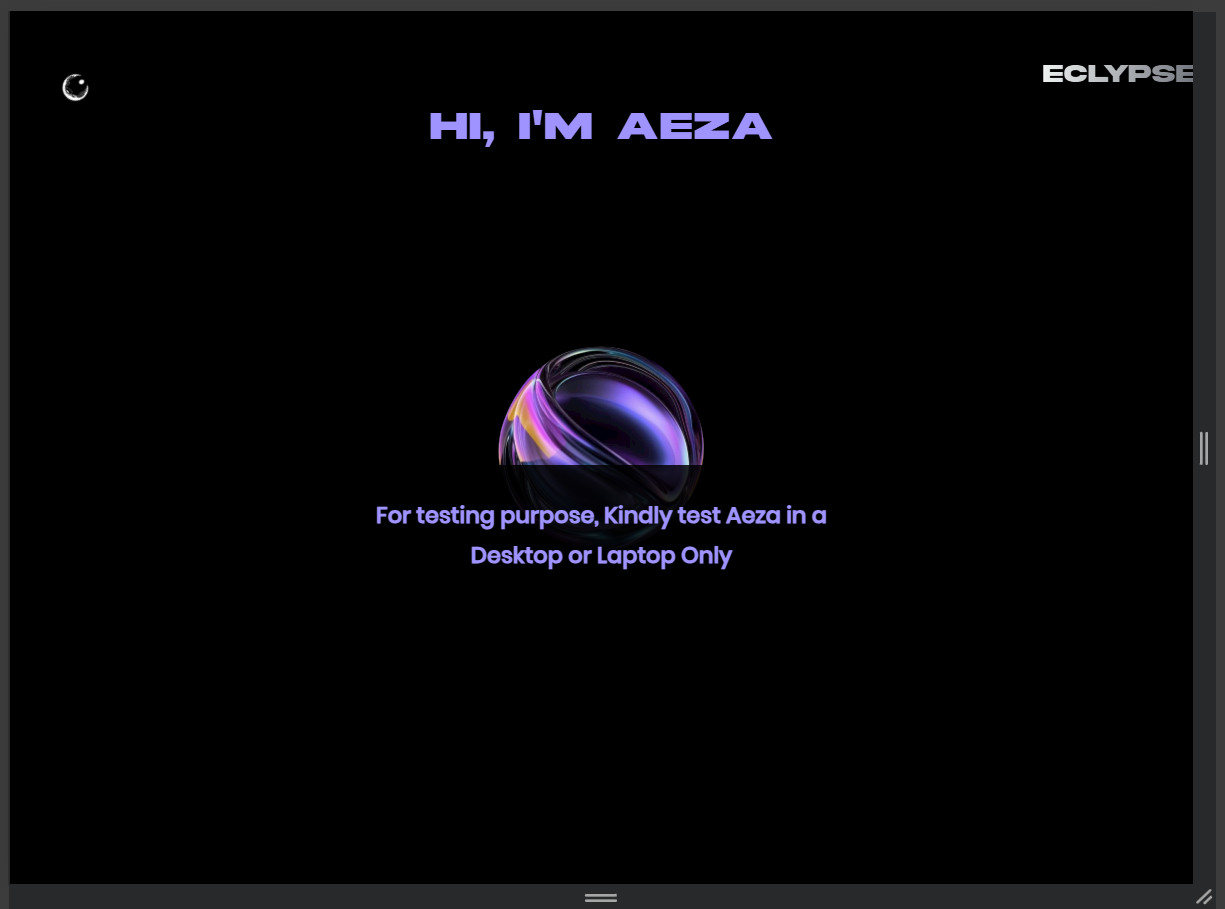 ECLYPSE
HI, I'M AEZA
For testing purpose, Kindly test Aeza in a
Desktop or Laptop Only